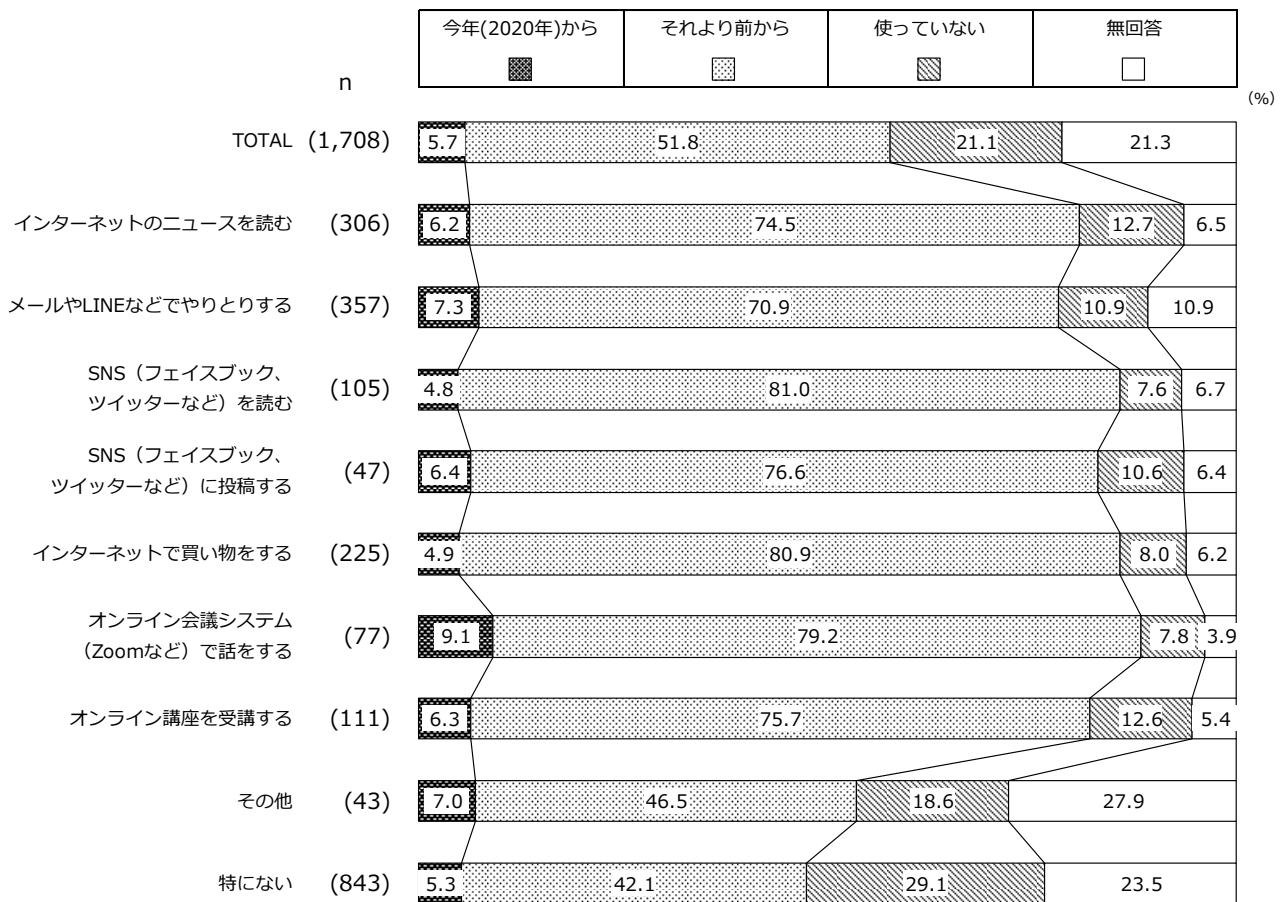 今年(2020年)から それより前から 使っていない 無回答
n
(%)
TOTAL (1,708) 5.7 51.8 21.1 21.3
インターネットのニュースを読む (306) 6.2 74.5 12.7 6.5
メールやLINEなどでやりとりする (357) 7.3 70.9 10.9 10.9
SNS（フェイスブック、
ツイッターなど）を読む (105) 4.8 81.0 7.6 6.7
SNS（フェイスブック、
ツイッターなど）に投稿する (47) 6.4 76.6 10.6 6.4
インターネットで買い物をする (225) 4.9 80.9 8.0 6.2
オンライン会議システム
（Zoomなど）で話をする (77) 9.1 79.2 7.8 3.9
オンライン講座を受講する (111) 6.3 75.7 12.6 5.4
その他 (43) 7.0 46.5 18.6 27.9
特にない (843) 5.3 42.1 29.1 23.5